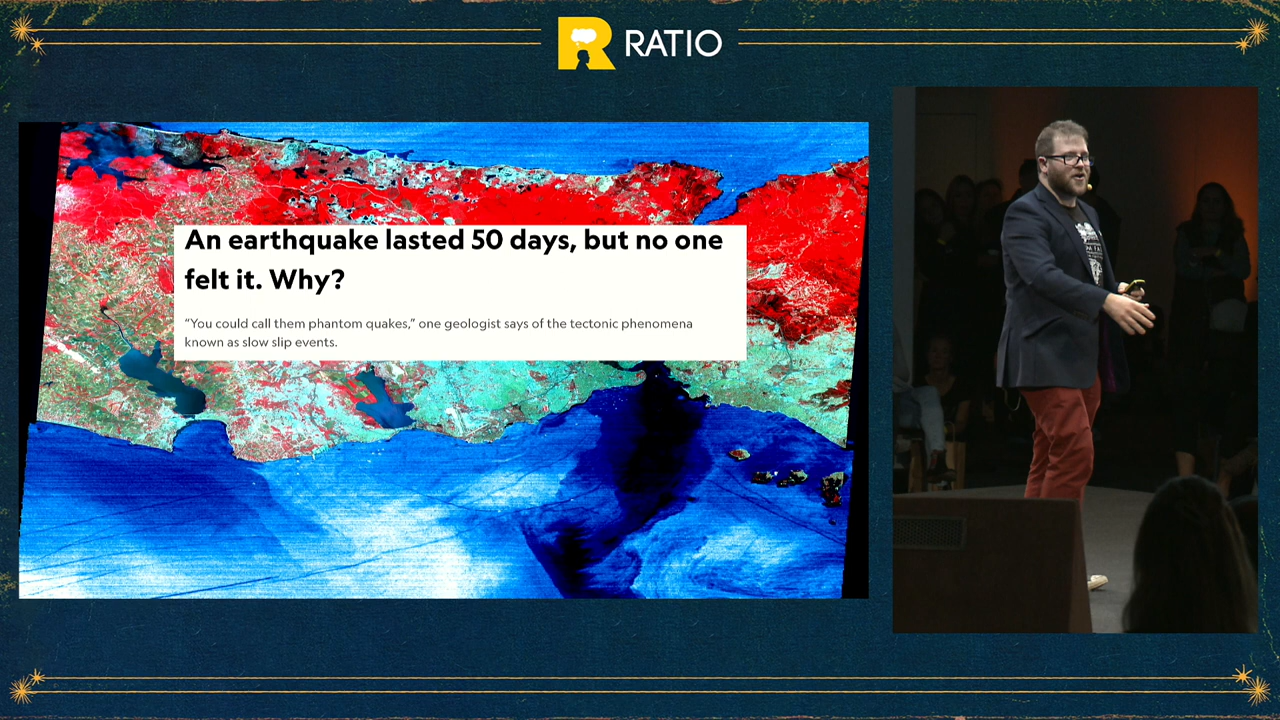 RATIO
An earthquake lasted 50 days, but no one
felt it. Why?
“You could call them phantom quakes,” one geologist says of the tectonic phenomena
known as slow slip events.